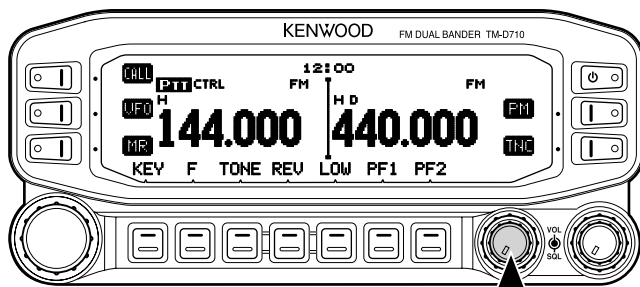 KENWOOD FM DUAL BANDER TM-D710
12:00
CALL PTT CTRL FM FM
H H D
VFO PM
144.000 440.000
MR TNC
KEY F TONE REV LOW PF1 PF2
VOL
SQL